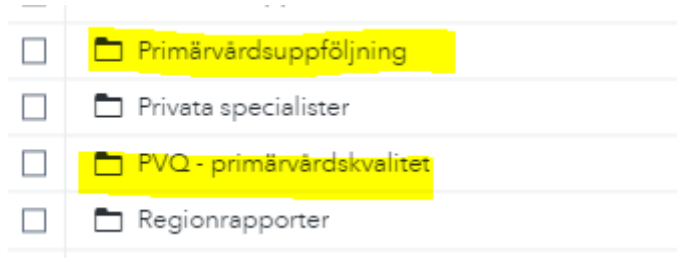 Primärvårdsuppföljning
Privata specialister
PVQ - primärvårdskvalitet
Regionrapporter